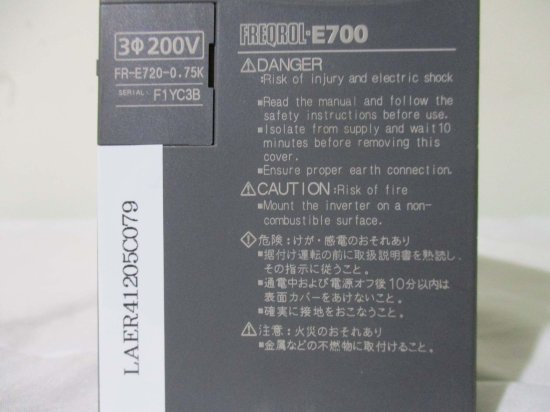 3Φ200V
FR-E720-0.75K
SERIAL: F1YC3B
LAER41205C079
FREQROL-E700
⚠DANGER
:Risk of injury and electric shock
■Read the manual and follow the
safety instructions before use.
■Isolate from supply and wait 10
minutes before removing this
cover.
■Ensure proper earth connection.
⚠CAUTION:Risk of fire
■Mount the inverter on a non-
combustible surface.
危険:けが・感電のおそれあり
■据付け運転の前に取扱説明書を熟読し、
その指示に従うこと。
■通電中および電源オフ後10分以内は
表面カバーをあけないこと。
■確実に接地をおこなうこと。
⚠注意:火災のおそれあり
■金属などの不燃物に取付けること。